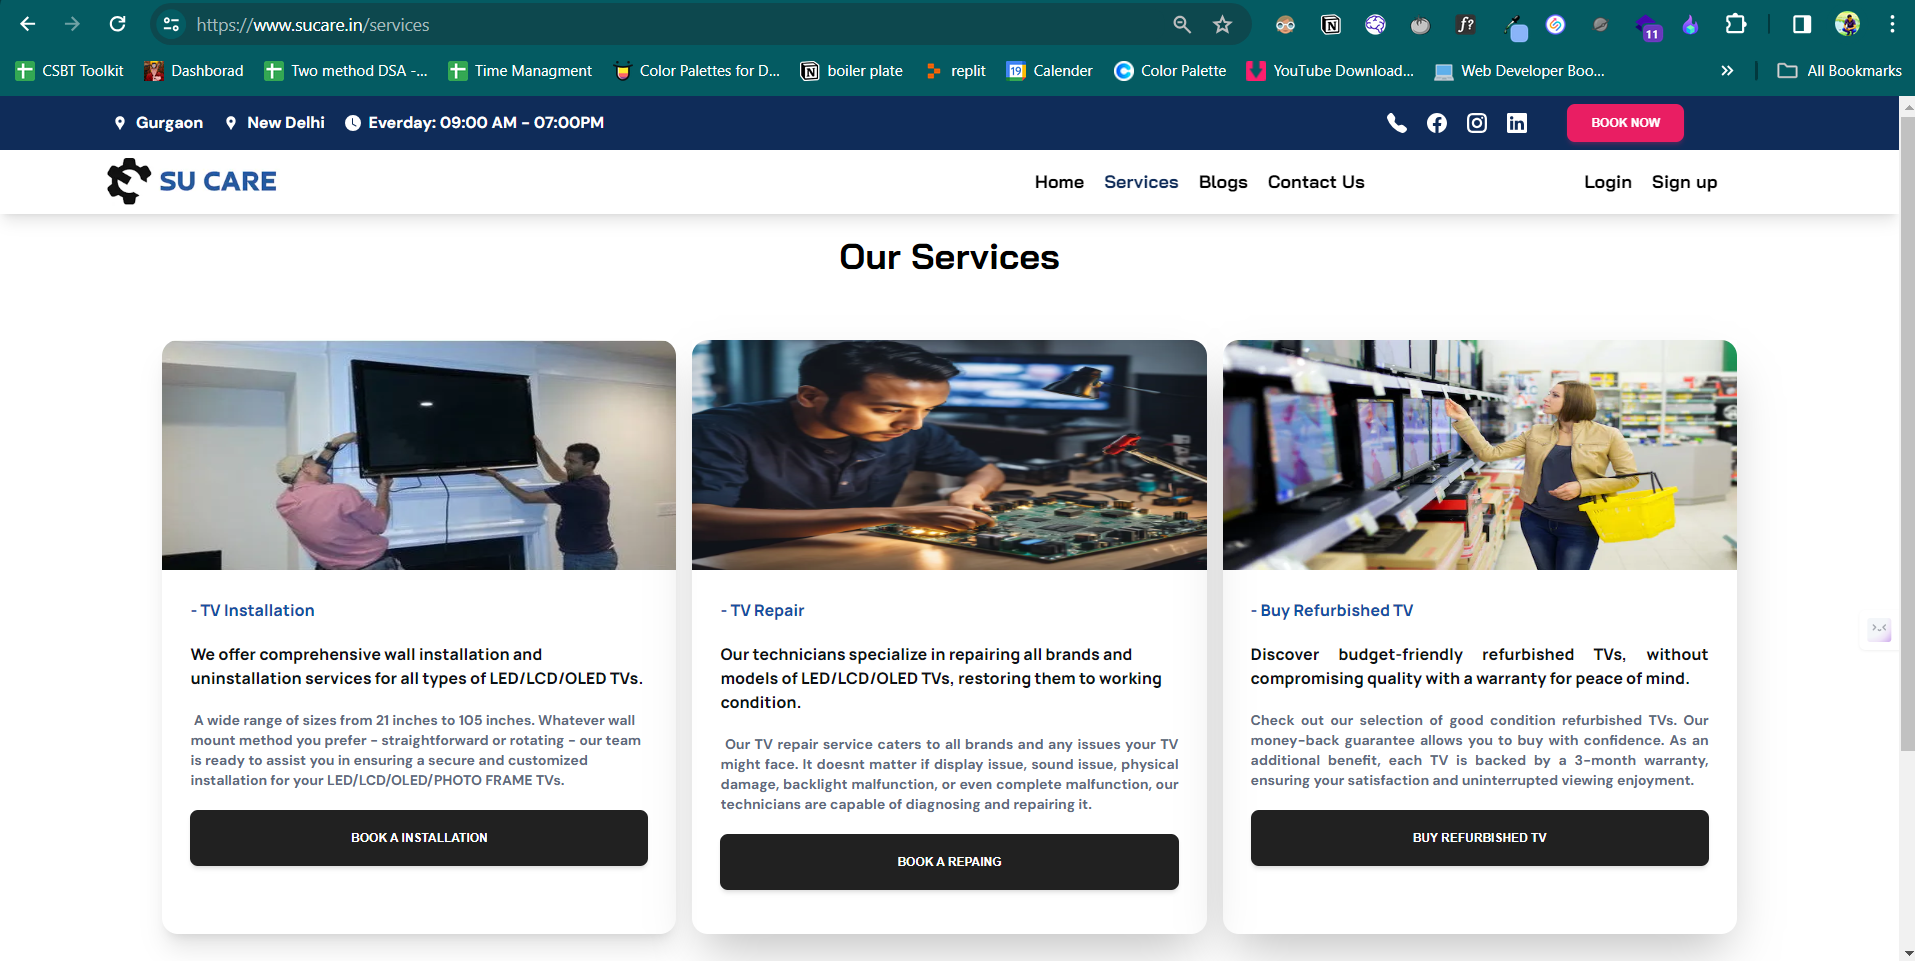 https://www.sucare.in/services
11
CSBT Toolkit
Dashborad
Two method DSA -...
Time Managment
Color Palettes for D...
boiler plate
replit
19
Calender
Color Palette
YouTube Download...
Web Developer Boo...
All Bookmarks
Gurgaon
New Delhi
Everday: 09:00 AM - 07:00PM
BOOK NOW
SU CARE
Home
Services
Blogs
Contact Us
Login
Sign up
Our Services
- TV Installation
We offer comprehensive wall installation and
uninstallation services for all types of LED/LCD/OLED TVs.
A wide range of sizes from 21 inches to 105 inches. Whatever wall
mount method you prefer - straightforward or rotating - our team
is ready to assist you in ensuring a secure and customized
installation for your LED/LCD/OLED/PHOTO FRAME TVs.
BOOK A INSTALLATION
- TV Repair
Our technicians specialize in repairing all brands and
models of LED/LCD/OLED TVs, restoring them to working
condition.
Our TV repair service caters to all brands and any issues your TV
might face. It doesnt matter if display issue, sound issue, physical
damage, backlight malfunction, or even complete malfunction, our
technicians are capable of diagnosing and repairing it.
BOOK A REPAING
- Buy Refurbished TV
Discover budget-friendly refurbished TVs, without
compromising quality with a warranty for peace of mind.
Check out our selection of good condition refurbished TVs. Our
money-back guarantee allows you to buy with confidence. As an
additional benefit, each TV is backed by a 3-month warranty,
ensuring your satisfaction and uninterrupted viewing enjoyment.
BUY REFURBISHED TV